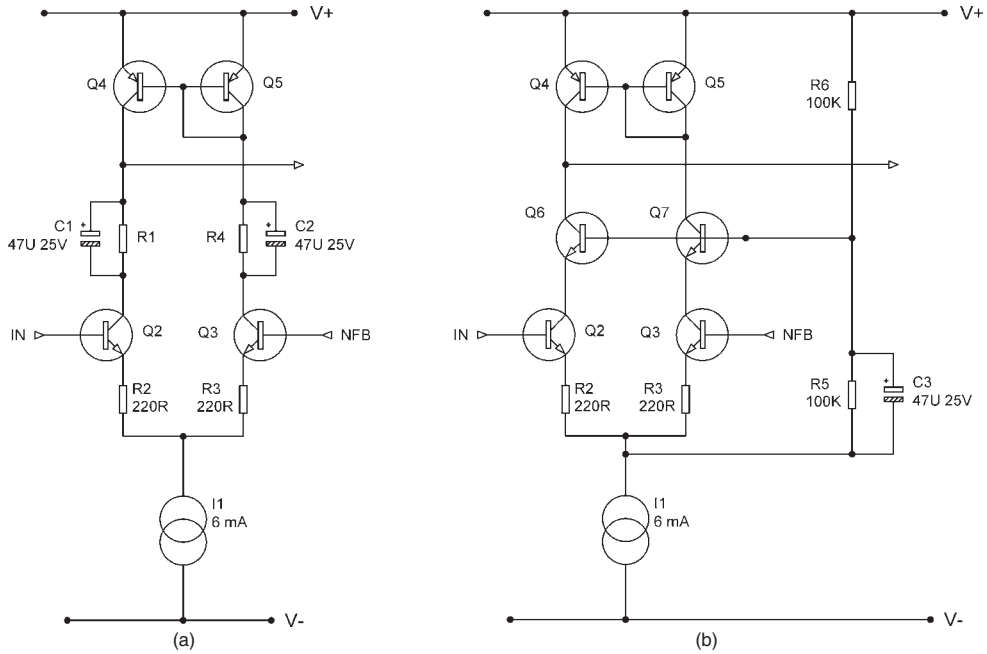 V+
V+
Q4
Q5
Q4
Q5
R6
100K
C1
47U 25V
R1
R4
C2
47U 25V
Q6
Q7
IN
Q2
Q3
NFB
IN
Q2
Q3
NFB
R2
220R
R3
220R
R2
220R
R3
220R
R5
100K
C3
47U 25V
I1
6 mA
I1
6 mA
V-
V-
(a)
(b)